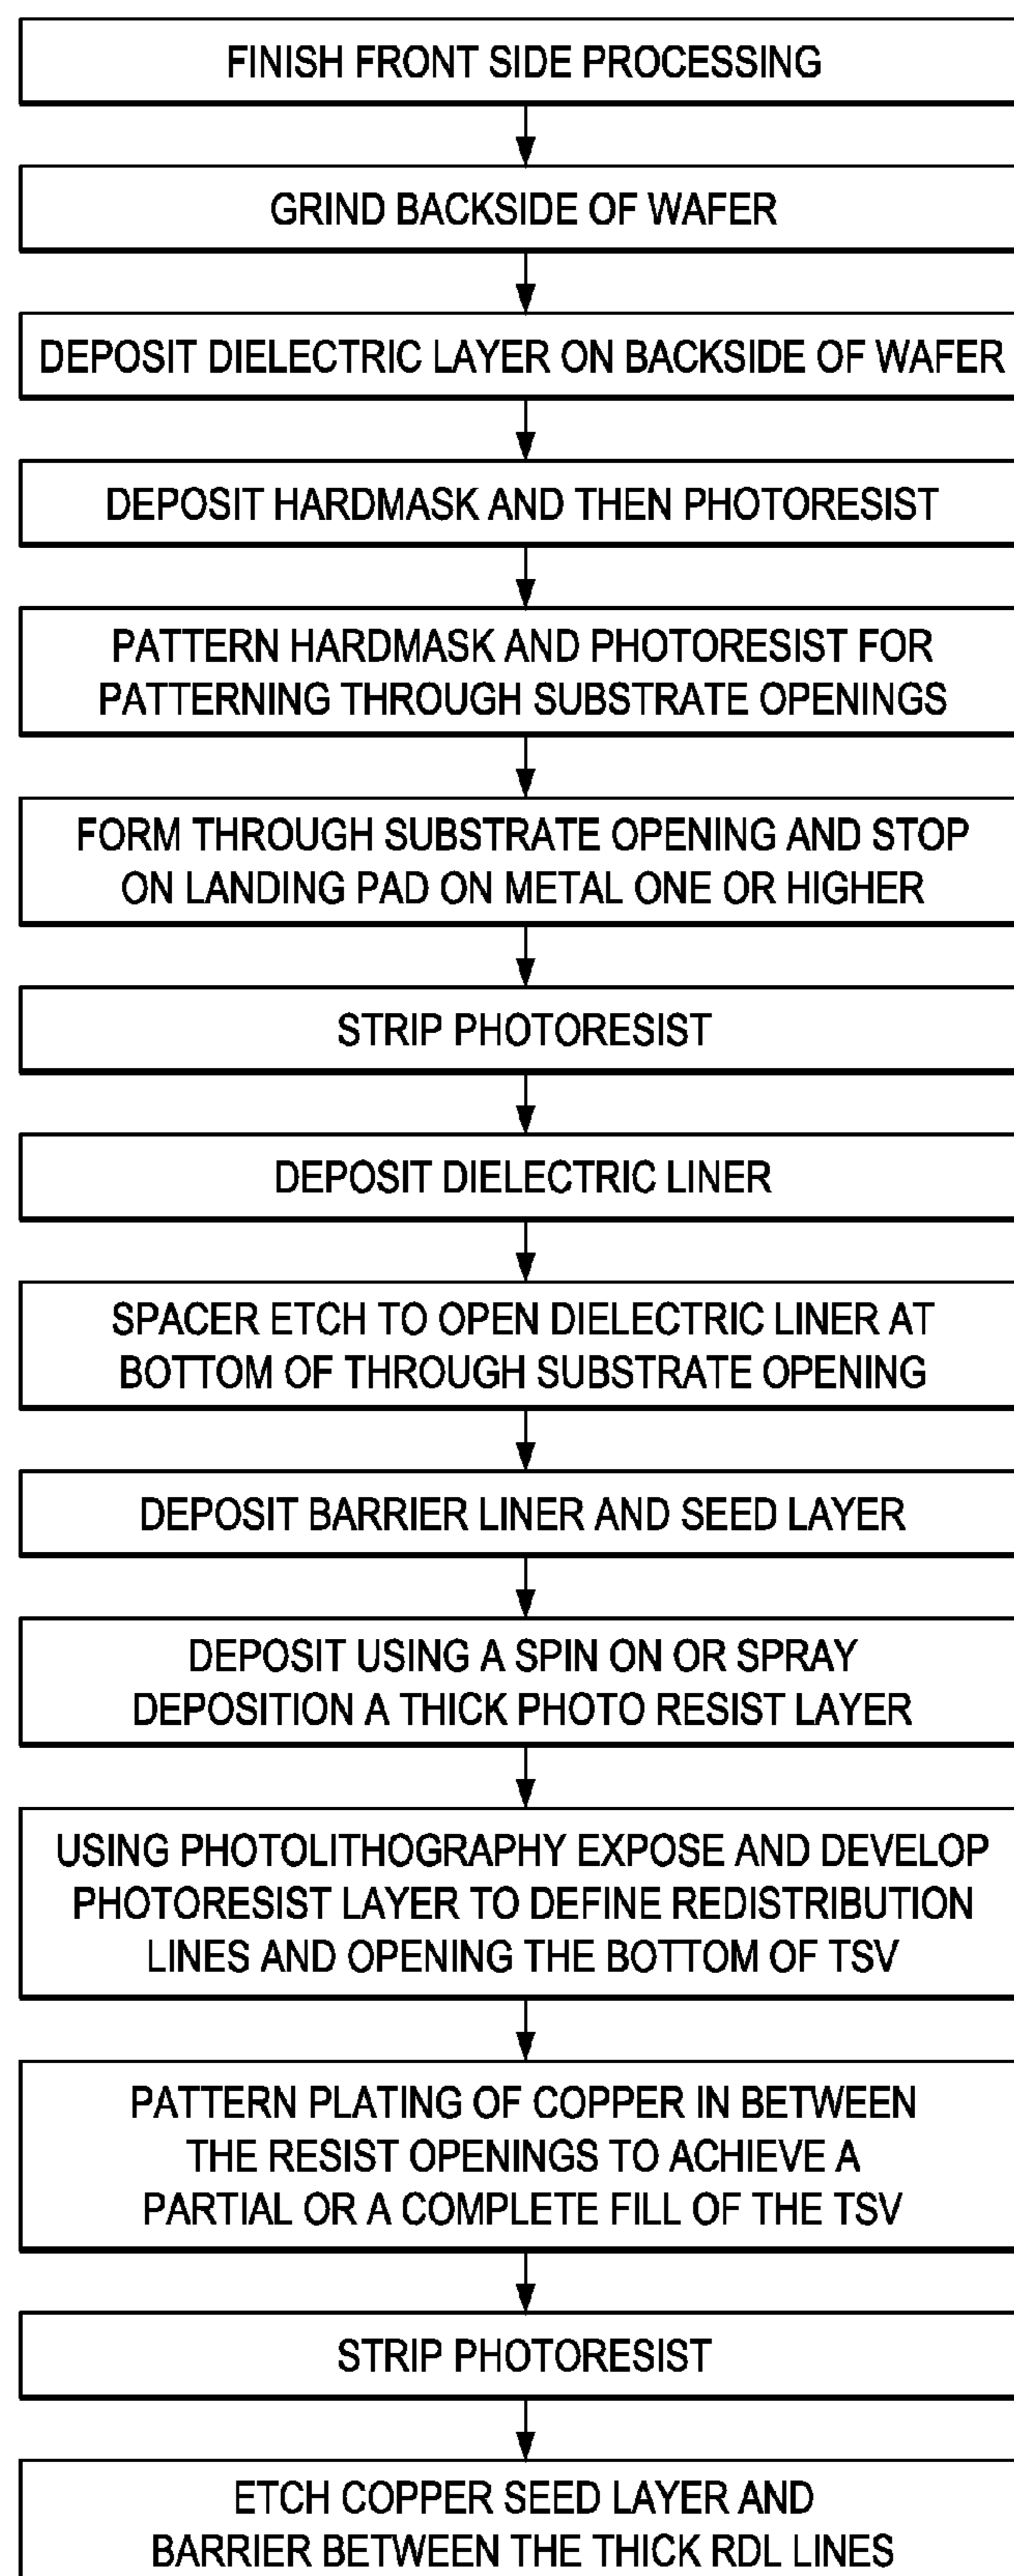 FINISH FRONT SIDE PROCESSING
GRIND BACKSIDE OF WAFER
DEPOSIT DIELECTRIC LAYER ON BACKSIDE OF WAFER
DEPOSIT HARDMASK AND THEN PHOTORESIST
PATTERN HARDMASK AND PHOTORESIST FOR
PATTERNING THROUGH SUBSTRATE OPENINGS
FORM THROUGH SUBSTRATE OPENING AND STOP
ON LANDING PAD ON METAL ONE OR HIGHER
STRIP PHOTORESIST
DEPOSIT DIELECTRIC LINER
SPACER ETCH TO OPEN DIELECTRIC LINER AT
BOTTOM OF THROUGH SUBSTRATE OPENING
DEPOSIT BARRIER LINER AND SEED LAYER
DEPOSIT USING A SPIN ON OR SPRAY
DEPOSITION A THICK PHOTO RESIST LAYER
USING PHOTOLITHOGRAPHY EXPOSE AND DEVELOP
PHOTORESIST LAYER TO DEFINE REDISTRIBUTION
LINES AND OPENING THE BOTTOM OF TSV
PATTERN PLATING OF COPPER IN BETWEEN
THE RESIST OPENINGS TO ACHIEVE A
PARTIAL OR A COMPLETE FILL OF THE TSV
STRIP PHOTORESIST
ETCH COPPER SEED LAYER AND
BARRIER BETWEEN THE THICK RDL LINES